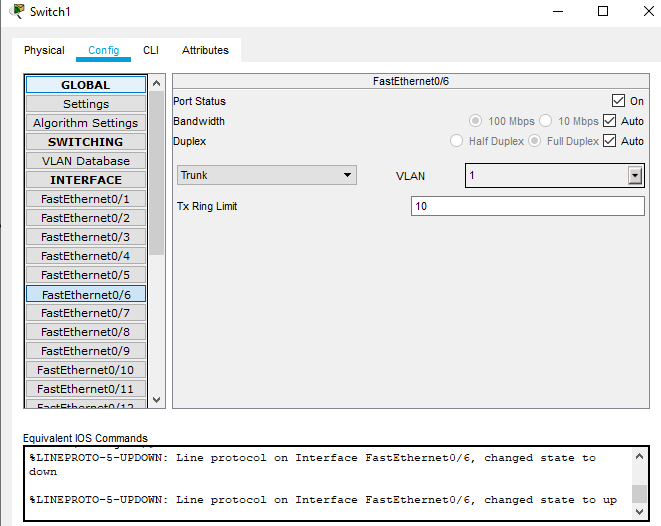 Switch1
Physical Config CLI Attributes
GLOBAL
Settings
Algorithm Settings
SWITCHING
VLAN Database
INTERFACE
FastEthernet0/1
FastEthernet0/2
FastEthernet0/3
FastEthernet0/4
FastEthernet0/5
FastEthernet0/6
FastEthernet0/7
FastEthernet0/8
FastEthernet0/9
FastEthernet0/10
FastEthernet0/11
FastEthernet0/12
FastEthernet0/6
Port Status On
Bandwidth 100 Mbps 10 Mbps Auto
Duplex Half Duplex Full Duplex Auto
Trunk VLAN 1
Tx Ring Limit 10
Equivalent IOS Commands
%LINEPROTO-5-UPDOWN: Line protocol on Interface FastEthernet0/6, changed state to
down
%LINEPROTO-5-UPDOWN: Line protocol on Interface FastEthernet0/6, changed state to up